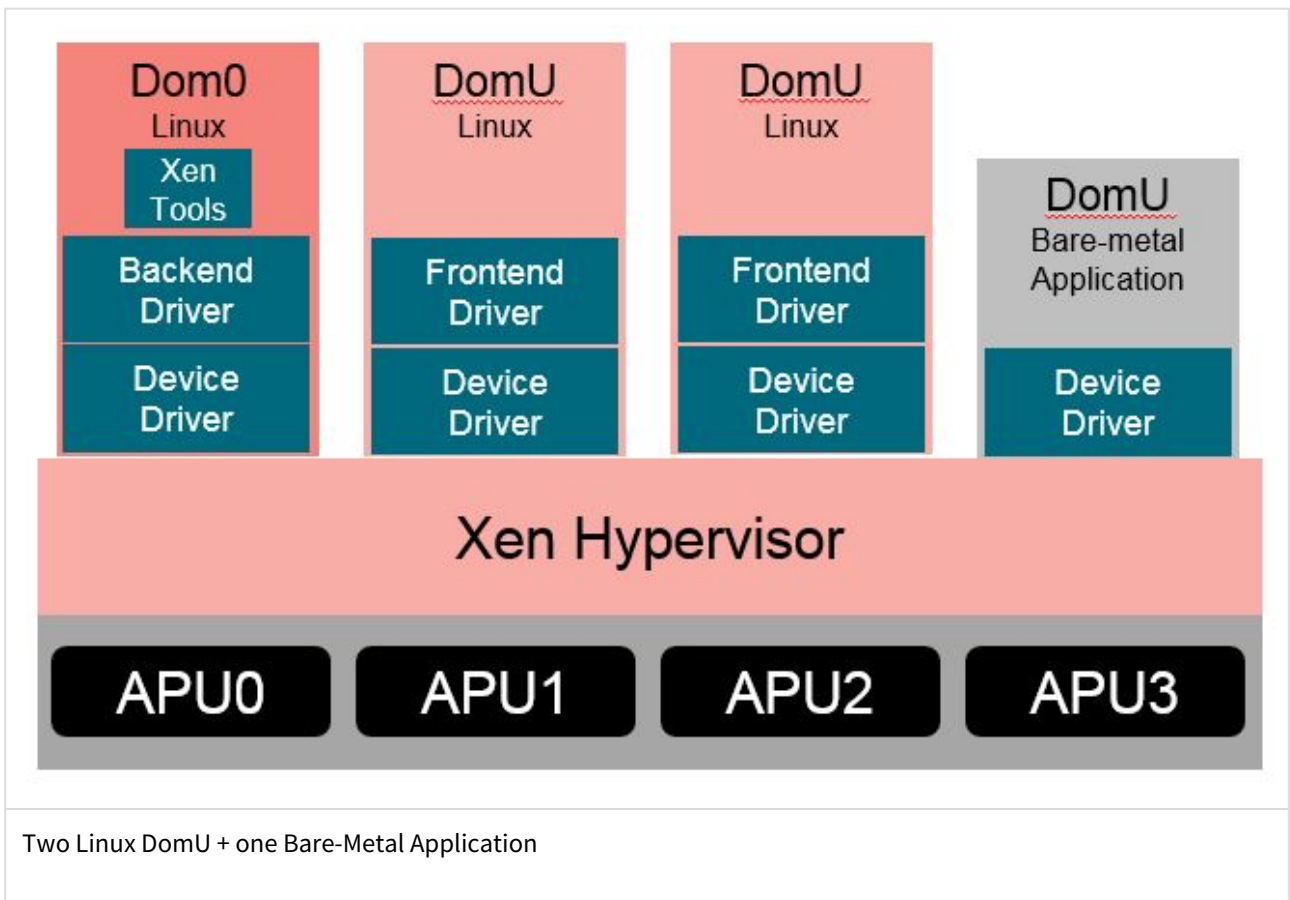 Dom0
Linux
Xen
Tools
Backend
Driver
Device
Driver
DomU
Linux
Frontend
Driver
Device
Driver
DomU
Linux
Frontend
Driver
Device
Driver
DomU
Bare-metal
Application
Device
Driver
Xen Hypervisor
APU0
APU1
APU2
APU3
Two Linux DomU + one Bare-Metal Application